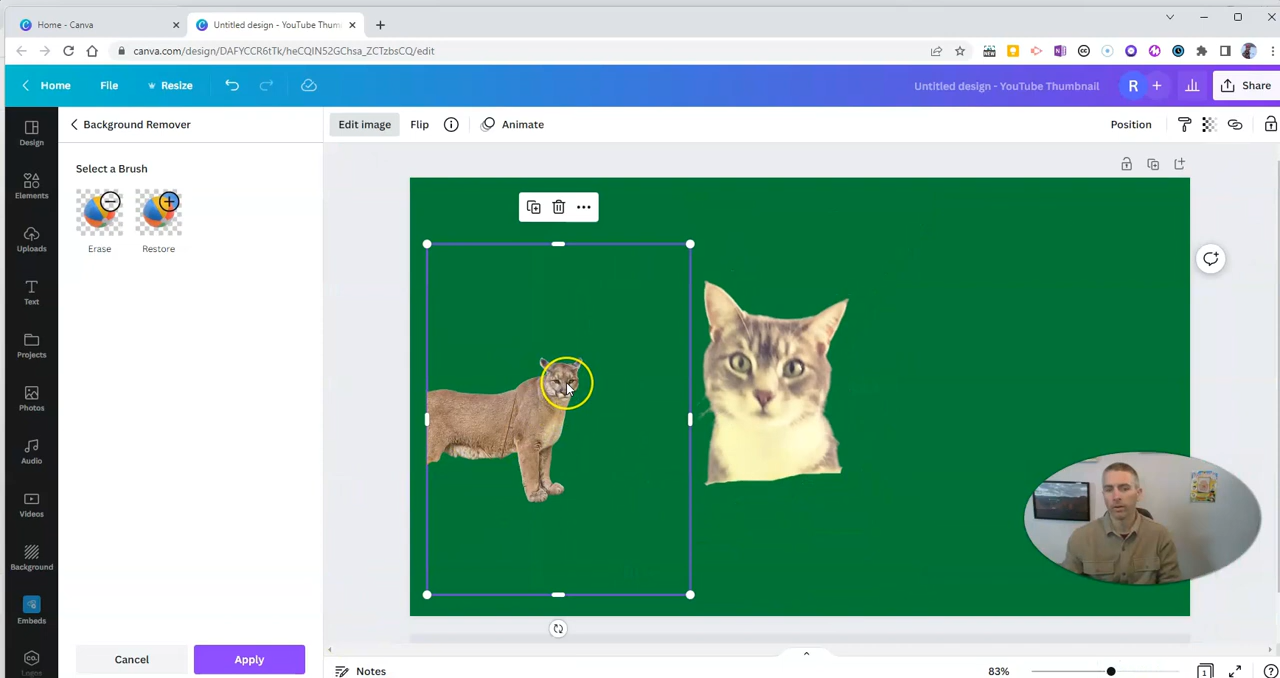 Home - Canva
Untitled design - YouTube Thumb
canva.com/design/DAFYCCR6tTk/heCQIN52GChsa_ZCTzbsCQ/edit
Home
File
Resize
Untitled design - YouTube Thumbnail
R
Share
Design
Elements
Uploads
Text
Projects
Photos
Audio
Videos
Background
Embeds
Background Remover
Select a Brush
Erase
Restore
Cancel
Apply
Edit image
Flip
Animate
Position
Notes
83%
1